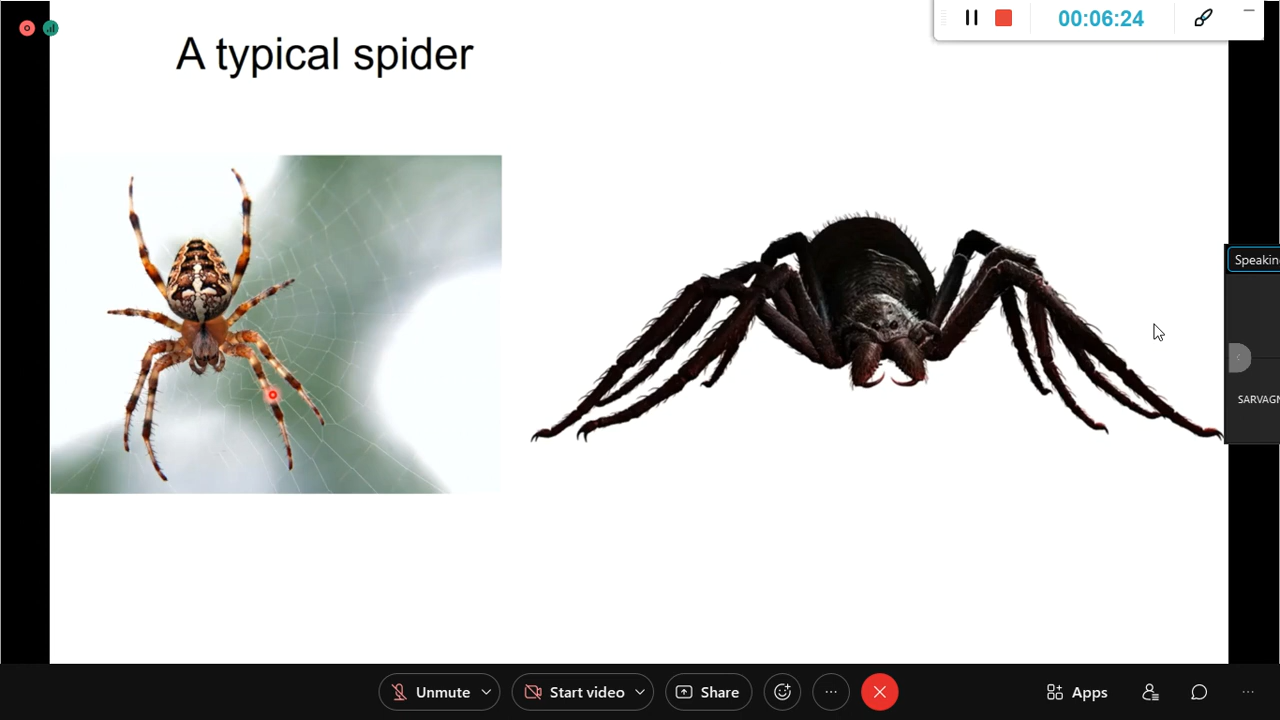 00:06:24
A typical spider
Speakin
SARVAGN
Unmute
Start video
Share
Apps